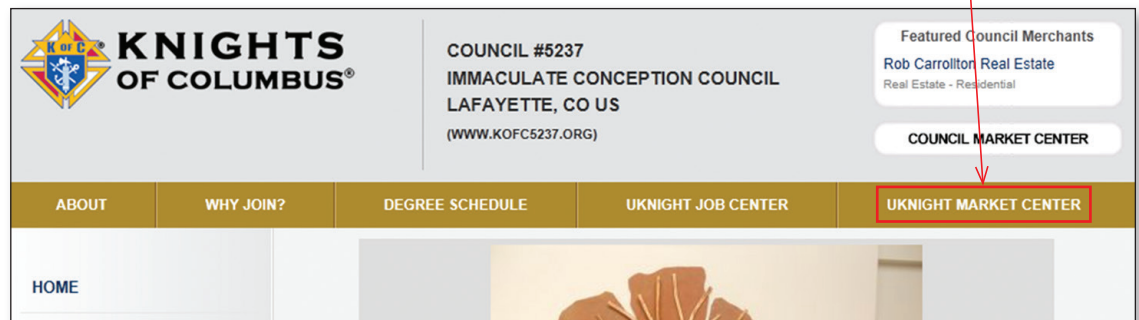 K OF C
KNIGHTS
OF COLUMBUS®
COUNCIL #5237
IMMACULATE CONCEPTION COUNCIL
LAFAYETTE, CO US
(WWW.KOFC5237.ORG)
Featured Council Merchants
Rob Carrollton Real Estate
Real Estate - Residential
COUNCIL MARKET CENTER
ABOUT WHY JOIN? DEGREE SCHEDULE UKNIGHT JOB CENTER UKNIGHT MARKET CENTER
HOME